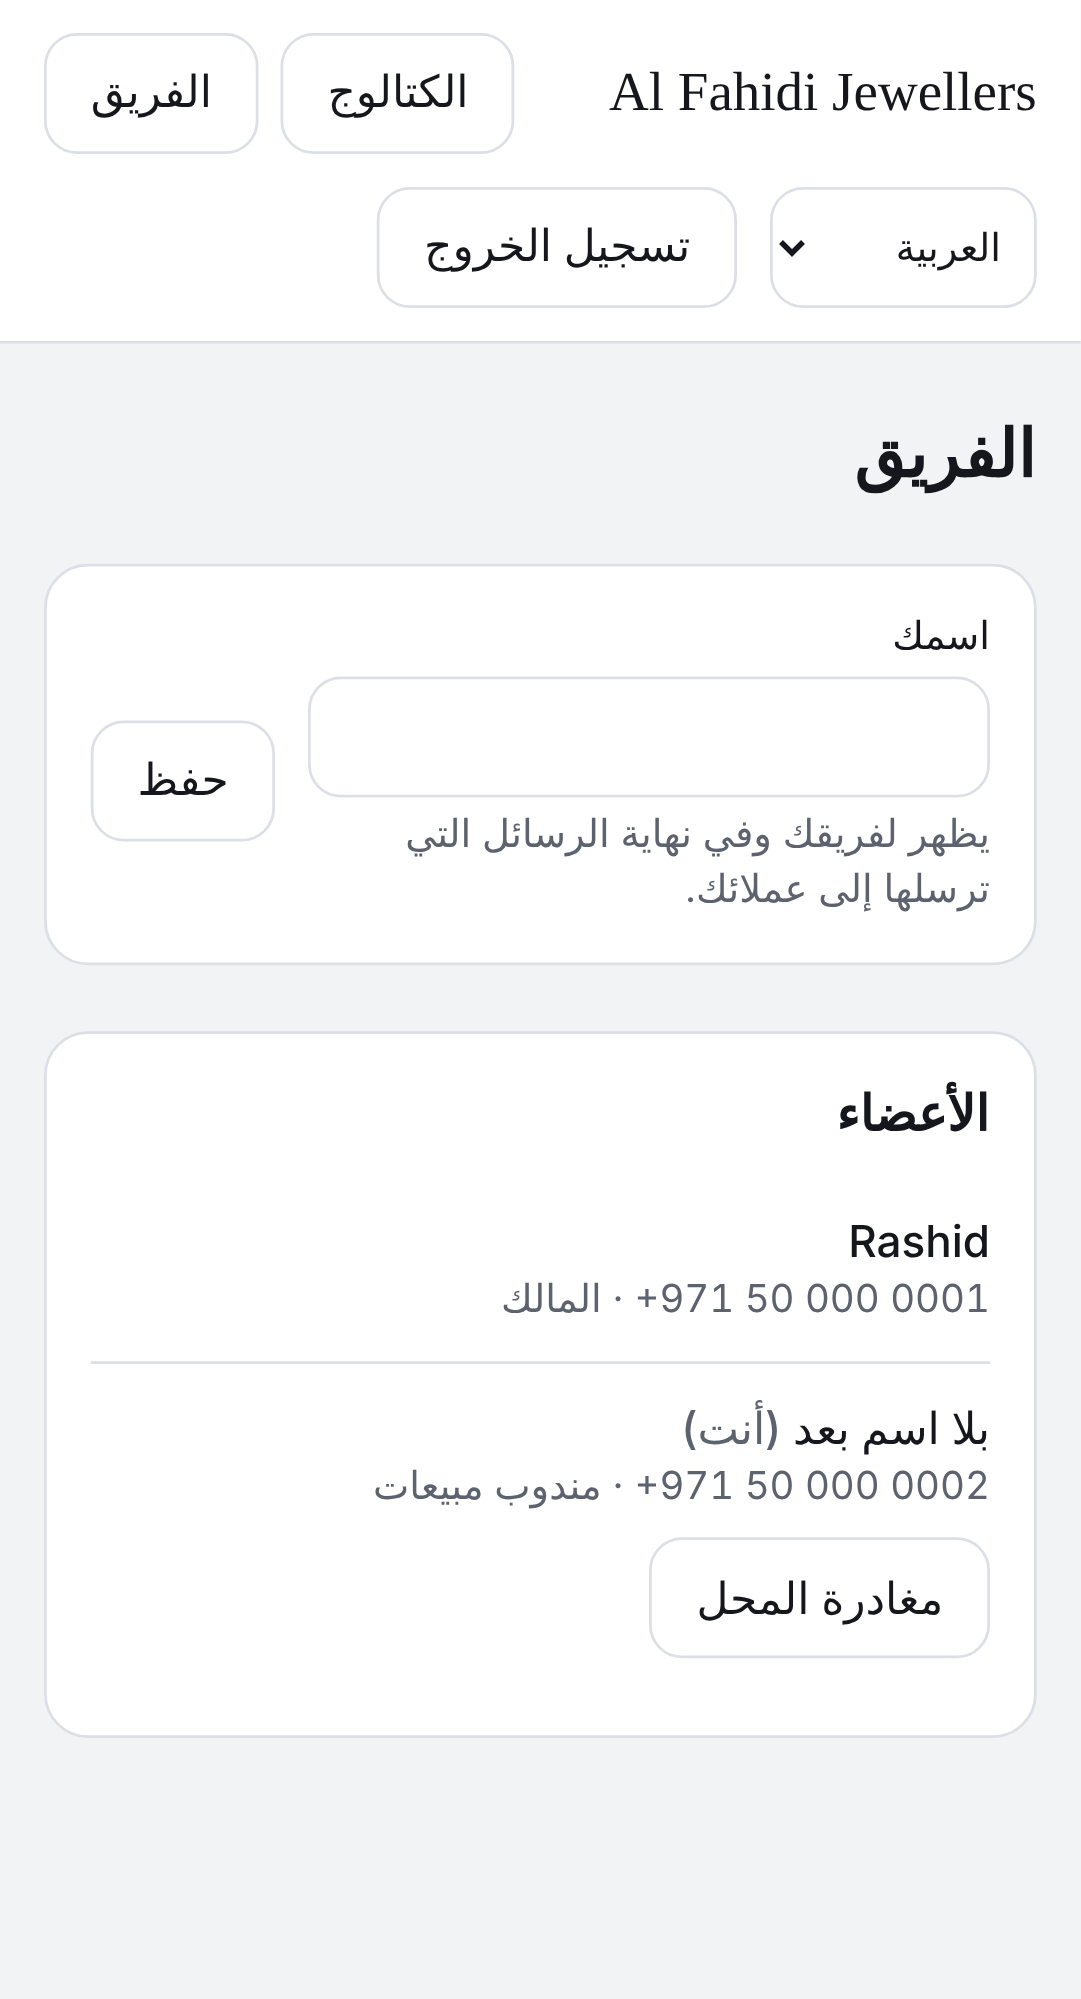 Al Fahidi Jewellers
الكتالوج
الفريق
العربية
تسجيل الخروج
الفريق
اسمك
حفظ
يظهر لفريقك وفي نهاية الرسائل التي
ترسلها إلى عملائك.
الأعضاء
Rashid
+971 50 000 0001 · المالك
بلا اسم بعد (أنت)
+971 50 000 0002 · مندوب مبيعات
مغادرة المحل